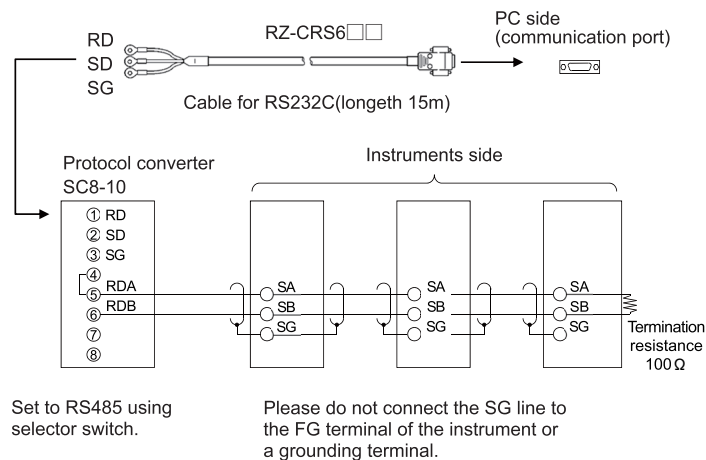 RD
SD
SG
RZ-CRS6□□
PC side
(communication port)
Cable for RS232C(longeth 15m)
Protocol converter
SC8-10
Instruments side
① RD
② SD
③ SG
④
⑤ RDA
⑥ RDB
⑦
⑧
SA
SB
SG
SA
SB
SG
SA
SB
SG
Termination
resistance
100Ω
Set to RS485 using
selector switch.
Please do not connect the SG line to
the FG terminal of the instrument or
a grounding terminal.